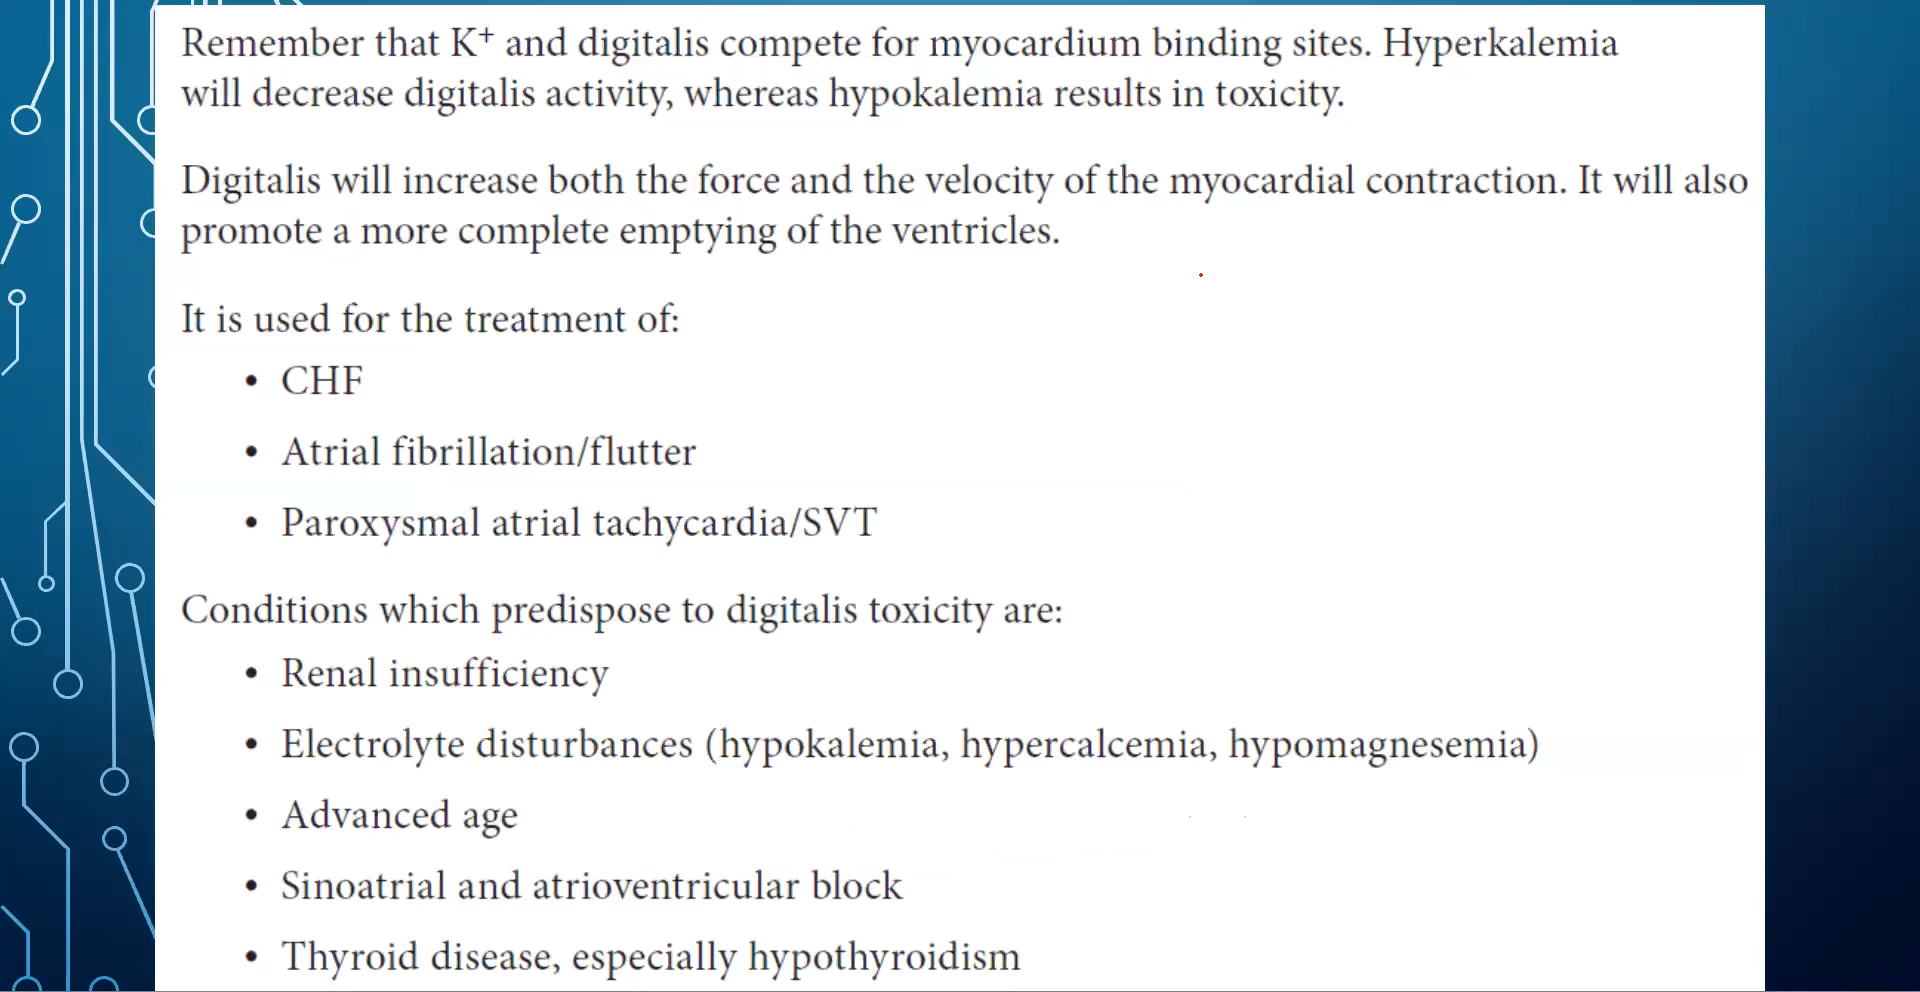 Remember that K⁺ and digitalis compete for myocardium binding sites. Hyperkalemia
will decrease digitalis activity, whereas hypokalemia results in toxicity.
Digitalis will increase both the force and the velocity of the myocardial contraction. It will also
promote a more complete emptying of the ventricles.
It is used for the treatment of:
• CHF
• Atrial fibrillation/flutter
• Paroxysmal atrial tachycardia/SVT
Conditions which predispose to digitalis toxicity are:
• Renal insufficiency
• Electrolyte disturbances (hypokalemia, hypercalcemia, hypomagnesemia)
• Advanced age
• Sinoatrial and atrioventricular block
• Thyroid disease, especially hypothyroidism